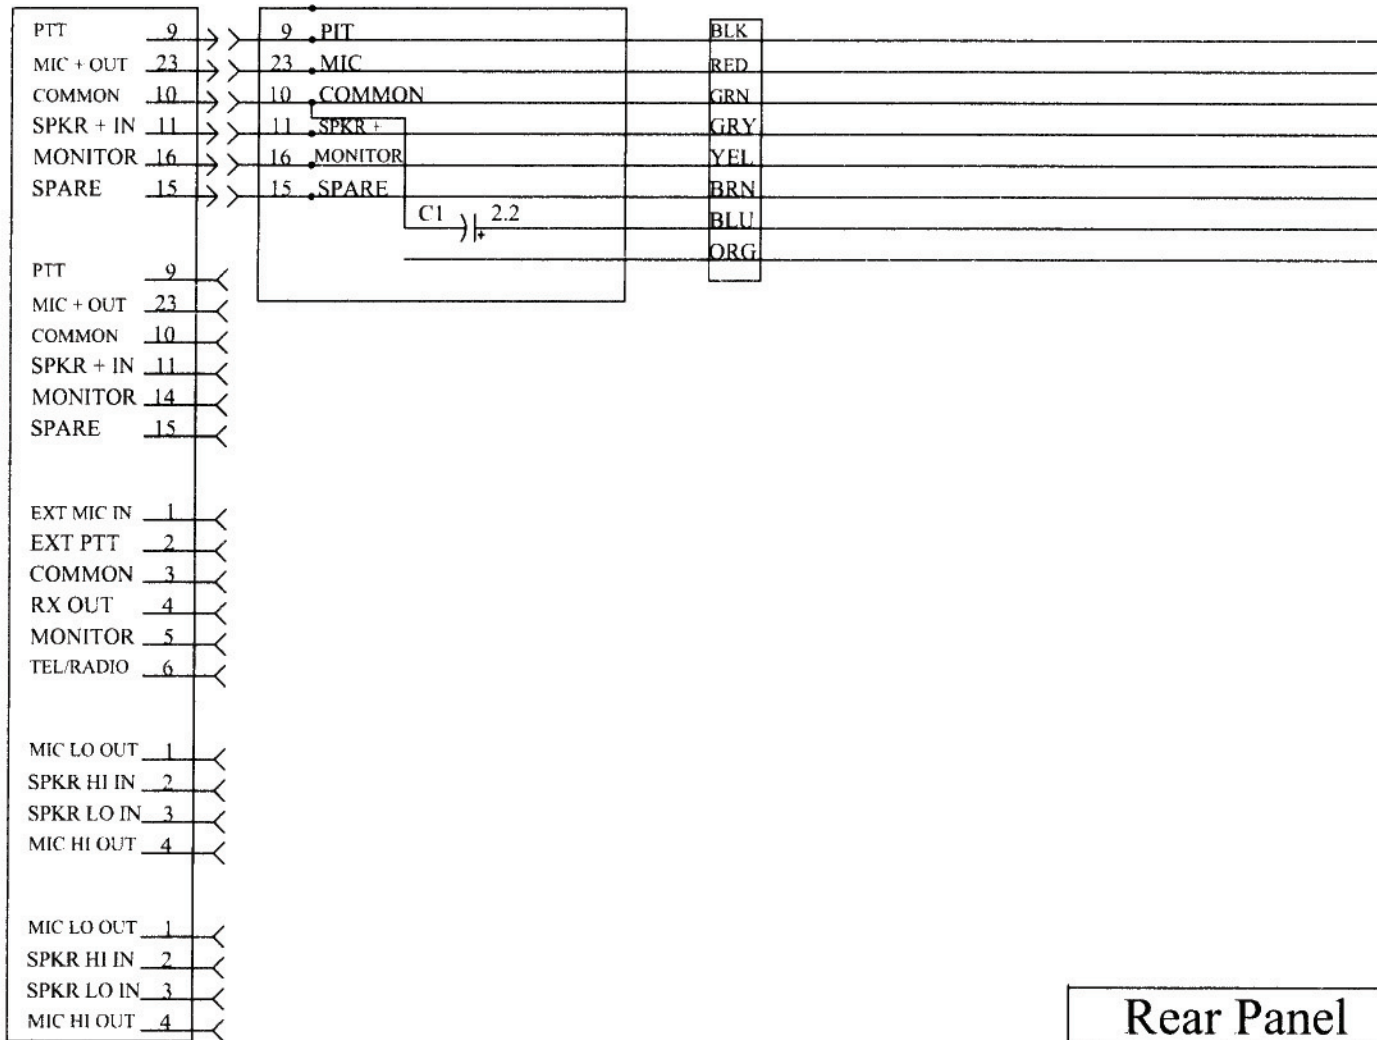 PTT 9 9 PIT BLK
MIC + OUT 23 23 MIC RED
COMMON 10 10 COMMON GRN
SPKR + IN 11 11 SPKR + GRY
MONITOR 16 16 MONITOR YEL
SPARE 15 15 SPARE BRN
C1 2.2 BLU
+
ORG
PTT 9
MIC + OUT 23
COMMON 10
SPKR + IN 11
MONITOR 14
SPARE 15
EXT MIC IN 1
EXT PTT 2
COMMON 3
RX OUT 4
MONITOR 5
TEL/RADIO 6
MIC LO OUT 1
SPKR HI IN 2
SPKR LO IN 3
MIC HI OUT 4
MIC LO OUT 1
SPKR HI IN 2
SPKR LO IN 3
MIC HI OUT 4
Rear Panel